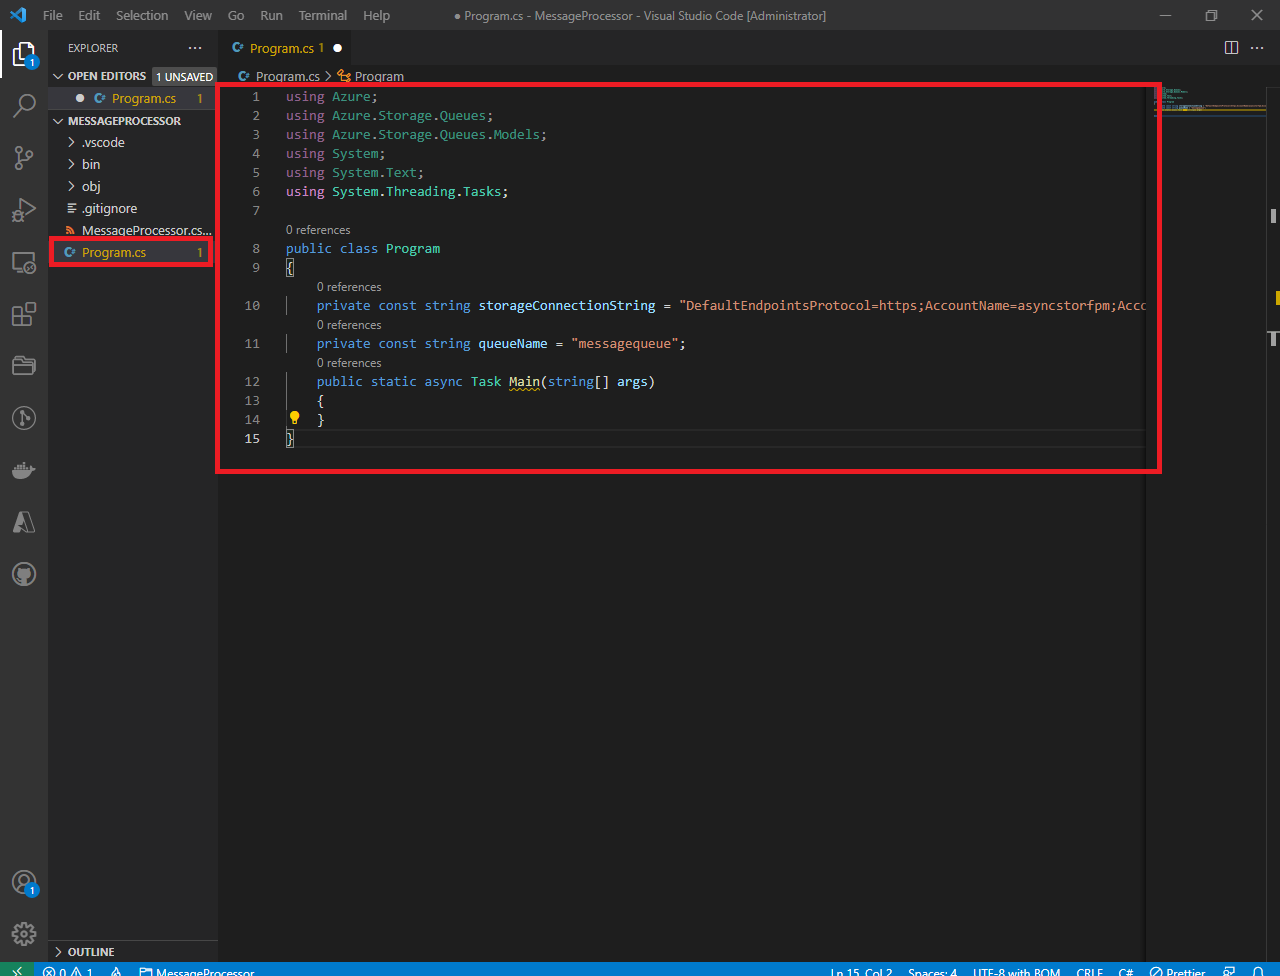 File Edit Selection View Go Run Terminal Help ● Program.cs - MessageProcessor - Visual Studio Code [Administrator]
EXPLORER ···
Program.cs 1 ●
OPEN EDITORS 1 UNSAVED
Program.cs > Program
● Program.cs 1
MESSAGEPROCESSOR
.vscode
bin
obj
.gitignore
MessageProcessor.cs...
Program.cs 1
1 using Azure;
2 using Azure.Storage.Queues;
3 using Azure.Storage.Queues.Models;
4 using System;
5 using System.Text;
6 using System.Threading.Tasks;
7
0 references
8 public class Program
9 {
0 references
10 private const string storageConnectionString = "DefaultEndpointsProtocol=https;AccountName=asyncstorfpm;Acco
0 references
11 private const string queueName = "messagequeue";
0 references
12 public static async Task Main(string[] args)
13 {
14 }
15 }
1
1
OUTLINE
0 1 MessageProcessor Ln 15, Col 2 Spaces: 4 UTF-8 with BOM CRLF C# Prettier